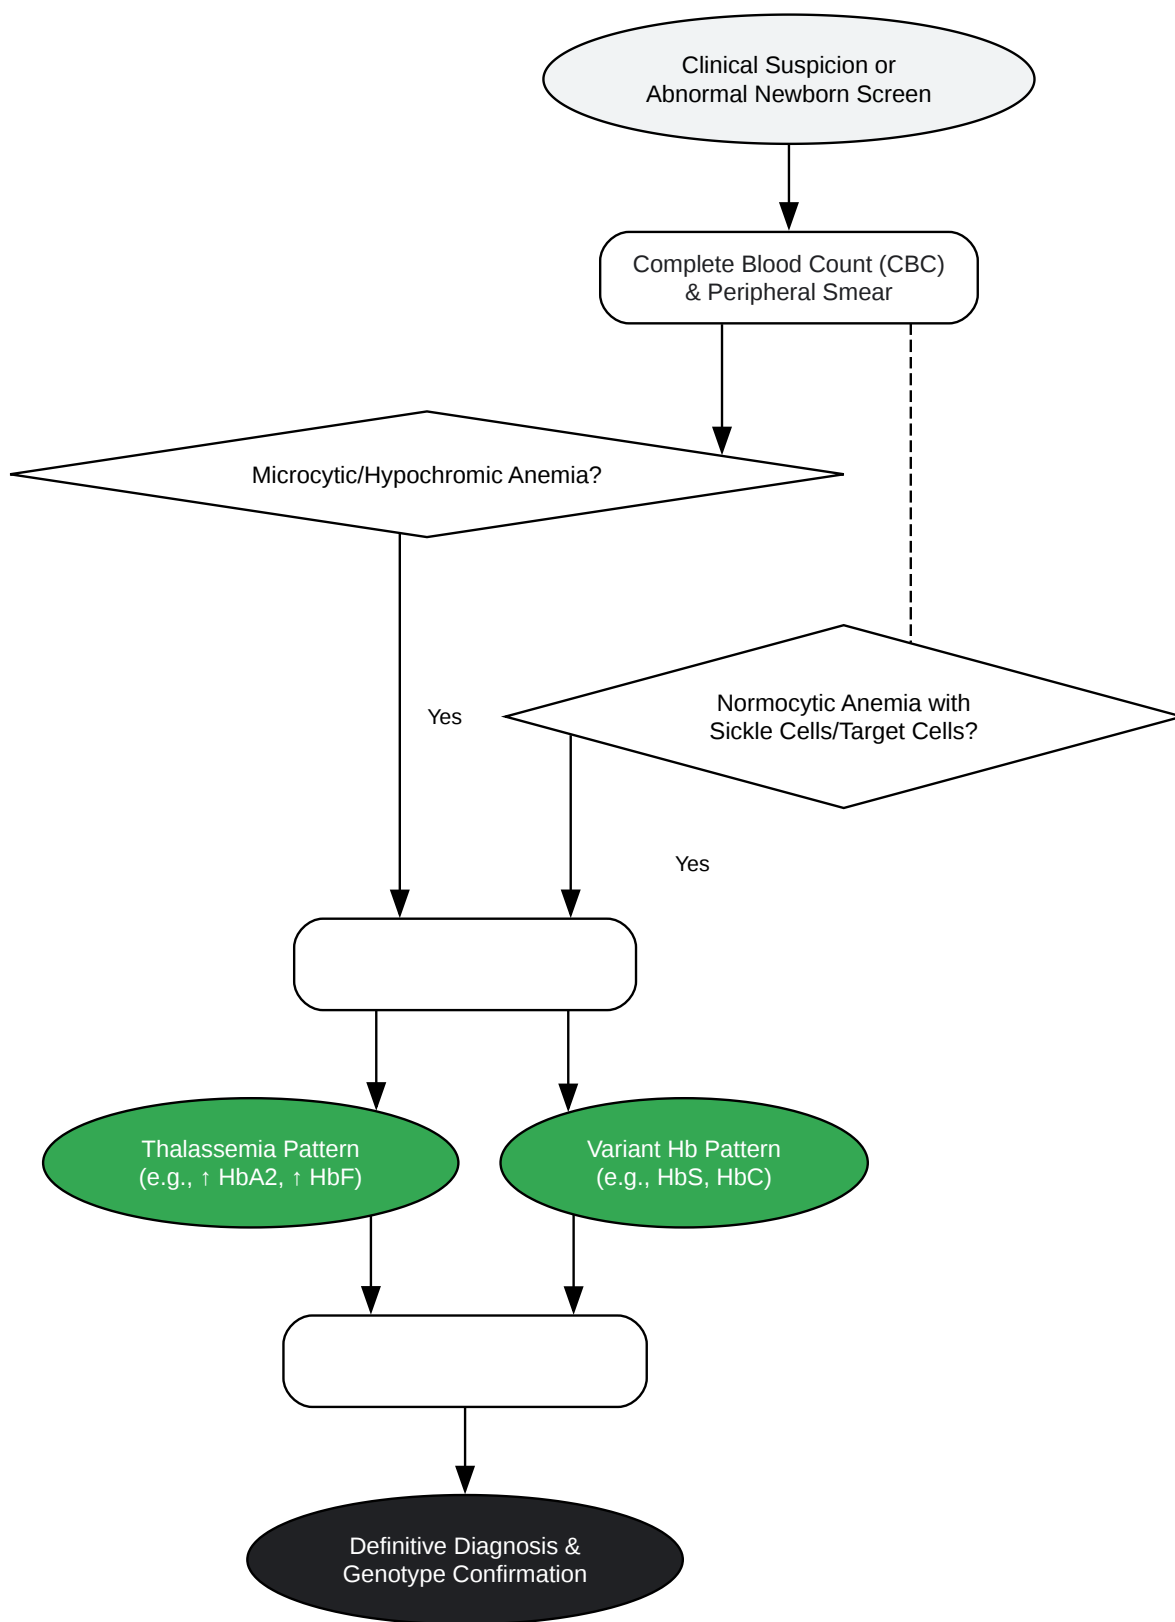 Clinical Suspicion or
Abnormal Newborn Screen
Complete Blood Count (CBC)
& Peripheral Smear
Microcytic/Hypochromic Anemia?
Normocytic Anemia with
Sickle Cells/Target Cells?
Yes
Yes
Thalassemia Pattern
(e.g., ↑ HbA2, ↑ HbF)
Variant Hb Pattern
(e.g., HbS, HbC)
Definitive Diagnosis &
Genotype Confirmation